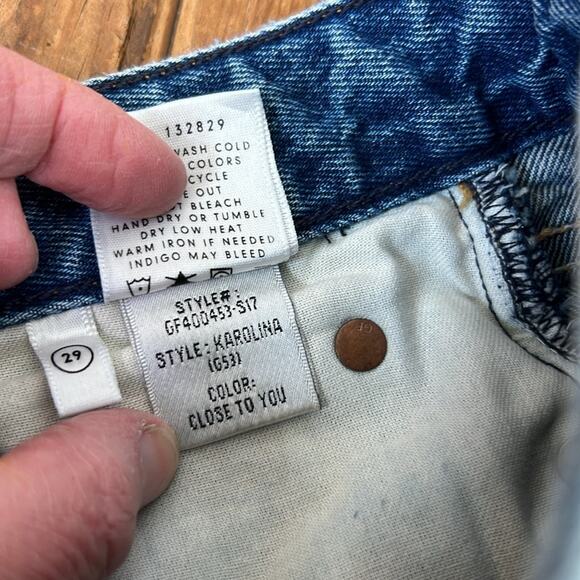 132829
WASH COLD
COLORS
CYCLE
OUT
BLEACH
HAND DRY OR TUMBLE
DRY LOW HEAT
WARM IRON IF NEEDED
INDIGO MAY BLEED
STYLE#:
GF400453-S17
STYLE: KAROLINA
(G53)
COLOR:
CLOSE TO YOU
29
GF